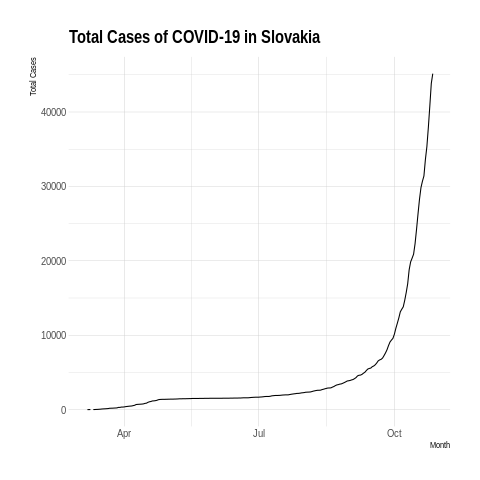 Total Cases of COVID-19 in Slovakia
Total Cases
40000
30000
20000
10000
0
Apr Jul Oct
Month